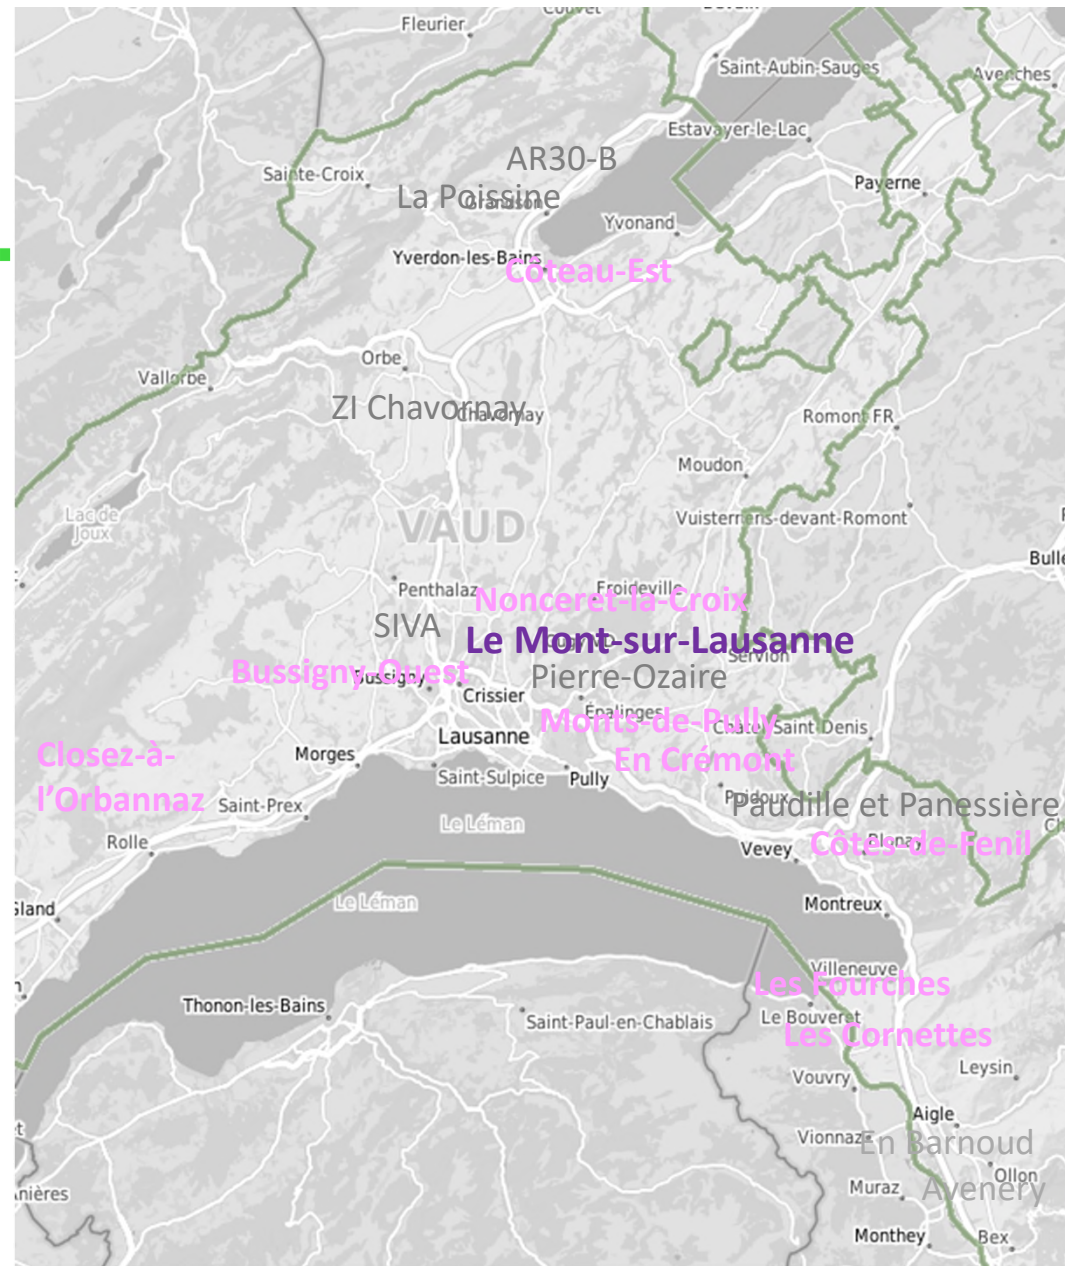 Couvet
Fleurier
Saint-Aubin-Sauges
Avenches
Estavayer-le-Lac
AR30-B
Sainte-Croix
Payerne
La Poissine
Grandson
Yvonand
Yverdon-les-Bains
Côteau-Est
Orbe
Vallorbe
ZI Chavornay
Chavornay
Romont FR
Moudon
Lac de
Joux
VAUD
Vuisternens-devant-Romont
Penthalaz
Froideville
Nonceret-la-Croix
SIVA
Le Mont-sur-Lausanne
Servion
Bussigny-Ouest
Bussigny
Pierre-Ozaire
Crissier
Épalinges
Monts-de-Pully
Châtel-Saint-Denis
Lausanne
Closez-à-
l'Orbannaz
Morges
En Crémont
Saint-Sulpice
Pully
Saint-Prex
Puidoux
Paudille et Panessière
Le Léman
Rolle
Vevey
Côtes-de-Fenil
Blonay
Le Léman
Montreux
Villeneuve
Les Fourches
Thonon-les-Bains
Saint-Paul-en-Chablais
Le Bouveret
Les Cornettes
Leysin
Vouvry
Aigle
Vionnaz
En Barnoud
Ollon
Muraz
Avenery
Monthey
Bex